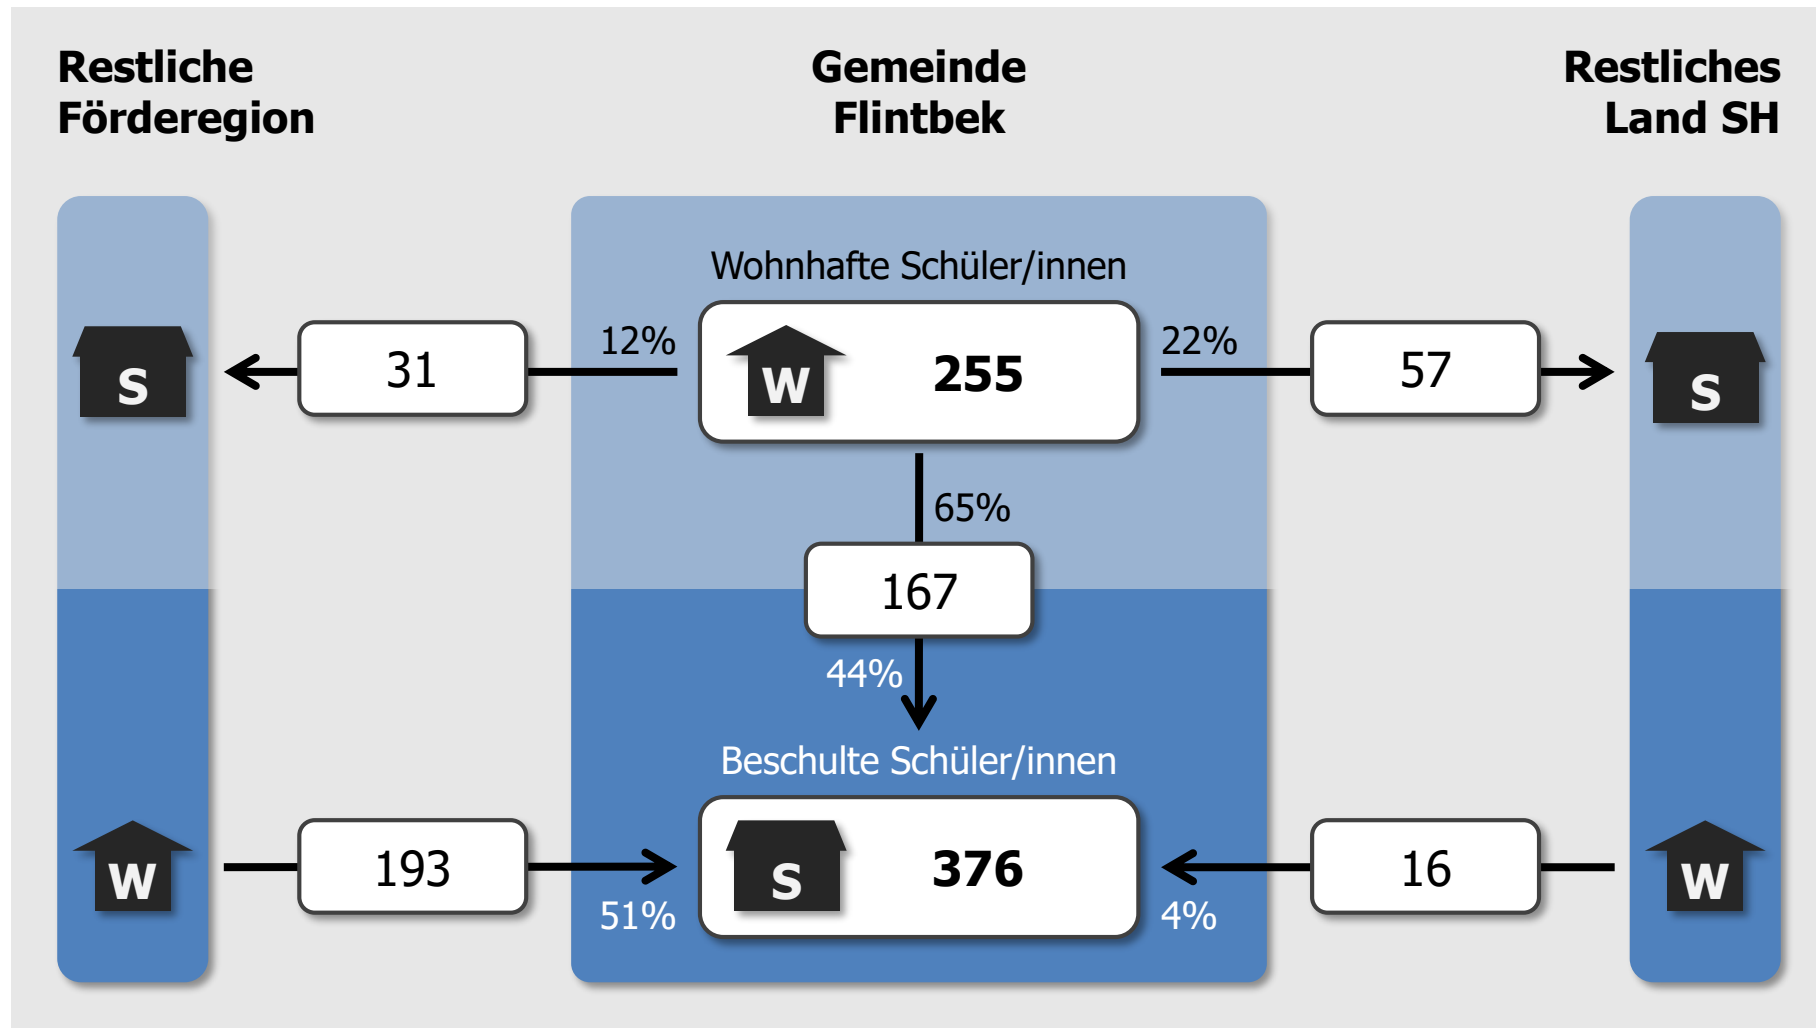 Restliche
Förderegion
Gemeinde
Flintbek
Restliches
Land SH
Wohnhafte Schüler/innen
S
31
12%
W
255
22%
57
S
65%
167
44%
Beschulte Schüler/innen
W
193
51%
S
376
4%
16
W